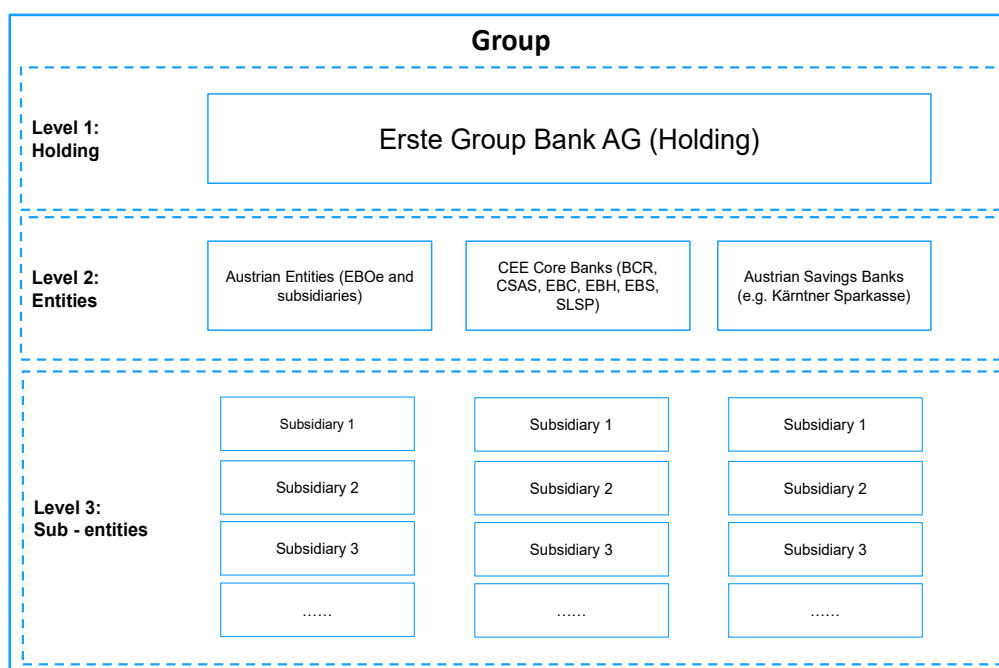 Group
Level 1:
Holding
Erste Group Bank AG (Holding)
Level 2:
Entities
Austrian Entities (EBOe and
subsidiaries)
CEE Core Banks (BCR,
CSAS, EBC, EBH, EBS,
SLSP)
Austrian Savings Banks
(e.g. Kärntner Sparkasse)
Level 3:
Sub - entities
Subsidiary 1
Subsidiary 2
Subsidiary 3
……
Subsidiary 1
Subsidiary 2
Subsidiary 3
……
Subsidiary 1
Subsidiary 2
Subsidiary 3
……